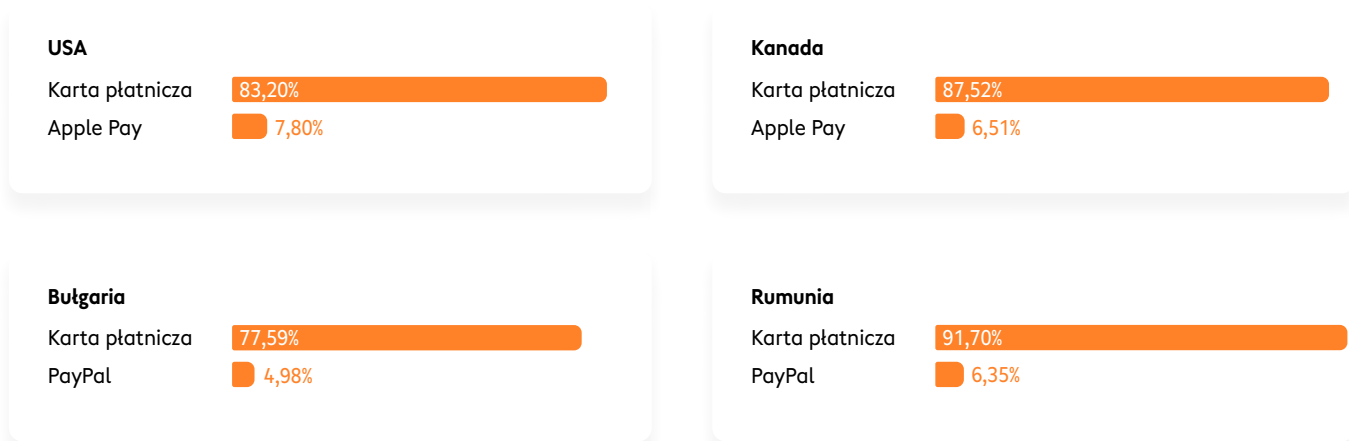 USA
Karta płatnicza 83,20%
Apple Pay 7,80%
Kanada
Karta płatnicza 87,52%
Apple Pay 6,51%
Bułgaria
Karta płatnicza 77,59%
PayPal 4,98%
Rumunia
Karta płatnicza 91,70%
PayPal 6,35%